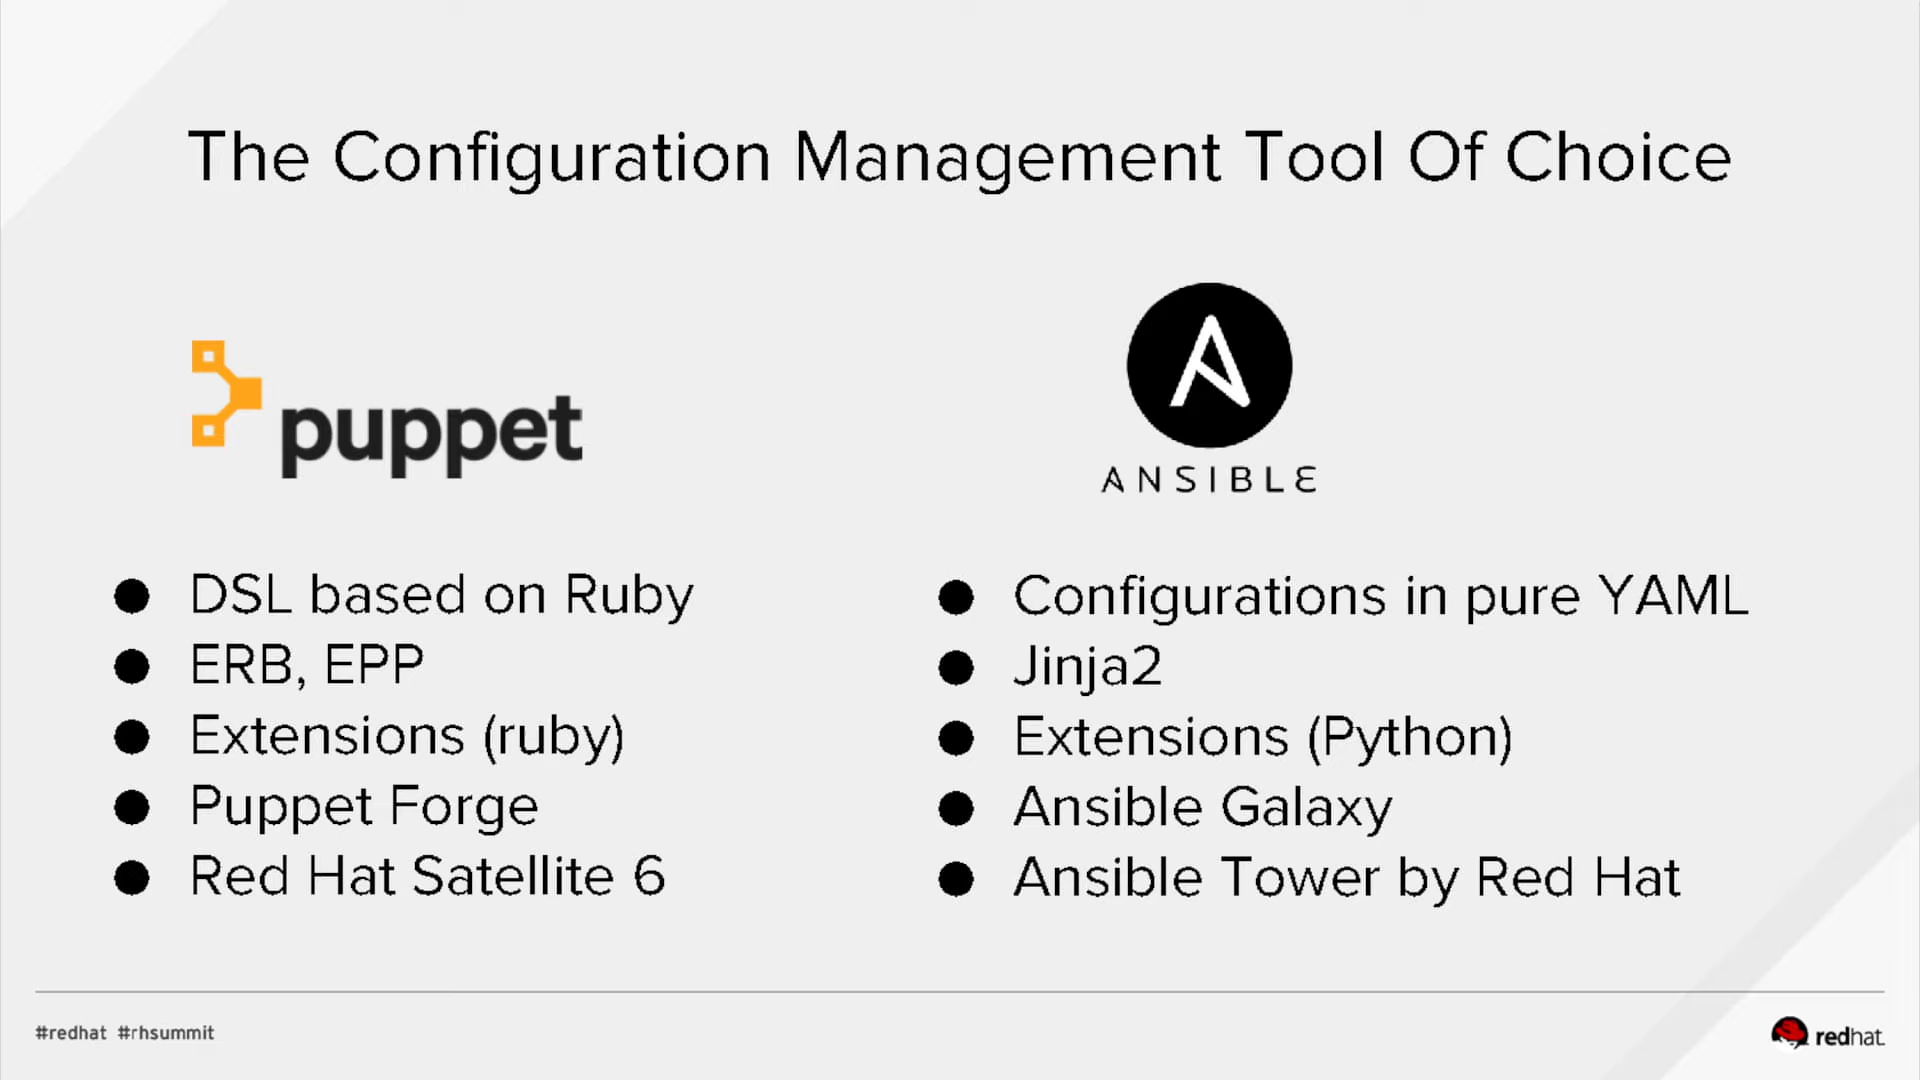 The Configuration Management Tool Of Choice
puppet
ANSIBLE
● DSL based on Ruby
● ERB, EPP
● Extensions (ruby)
● Puppet Forge
● Red Hat Satellite 6
● Configurations in pure YAML
● Jinja2
● Extensions (Python)
● Ansible Galaxy
● Ansible Tower by Red Hat
#redhat #rhsummit
redhat.